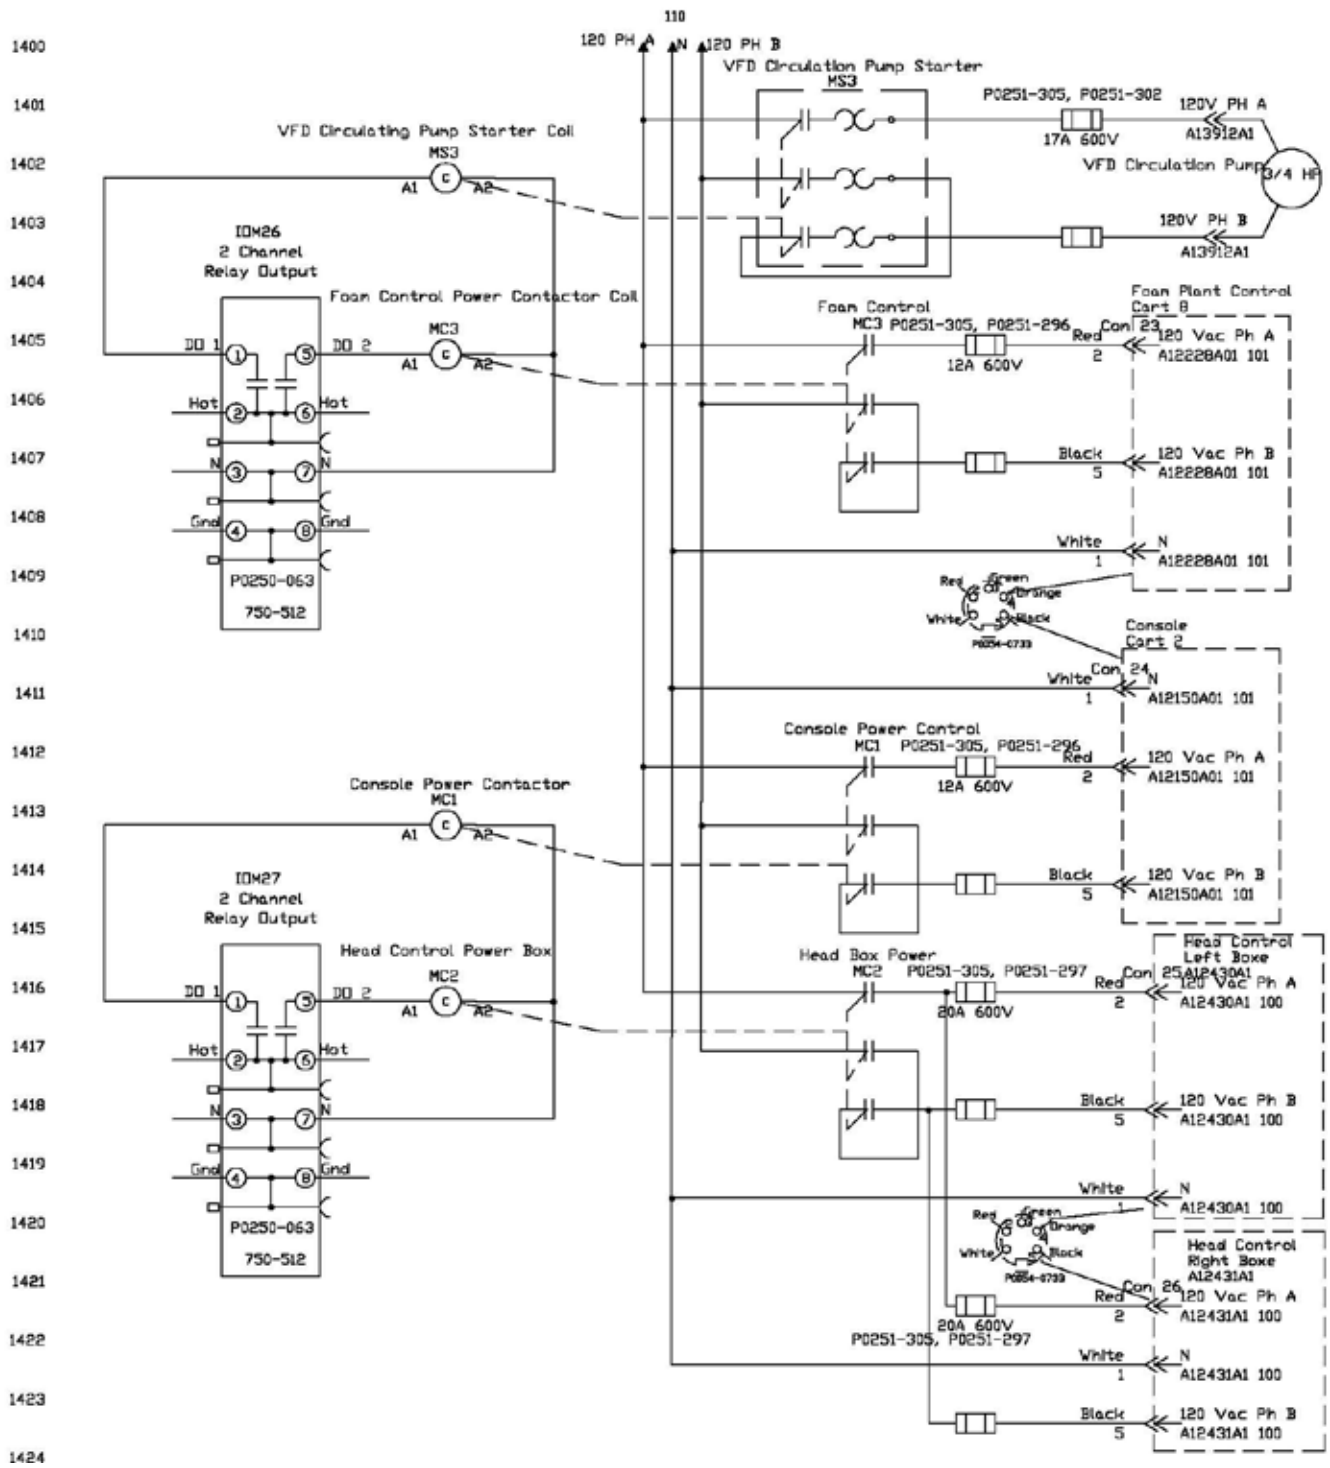 110
1400
120 PH A
N
120 PH B
VFD Circulation Pump Starter
MS3
P0251-305, P0251-302
1401
120V PH A
VFD Circulating Pump Starter Coil
17A 600V
A13912A1
MS3
1402
VFD Circulation Pump
3/4 HP
C
A1
A2
1403
120V PH B
IOM26
2 Channel
Relay Output
A13912A1
1404
Foam Control Power Contactor Coil
Foam Control
Foam Plant Control
Cart 8
MC3
MC3
P0251-305, P0251-296
Con 23
1405
Red
120 Vac Ph A
DO 1
1
5
DO 2
C
A1
A2
12A 600V
2
A12228A01 101
1406
Hot
2
6
Hot
1407
N
3
7
N
Black
120 Vac Ph B
5
A12228A01 101
1408
Gnd
4
8
Gnd
White
N
1
A12228A01 101
1409
P0250-063
Red
Green
Orange
750-512
White
Black
1410
P0254-0733
Console
Cart 2
Con 24
1411
White
N
1
A12150A01 101
Console Power Control
1412
MC1
P0251-305, P0251-296
Red
120 Vac Ph A
Console Power Contactor
12A 600V
2
A12150A01 101
MC1
1413
C
A1
A2
1414
IOM27
2 Channel
Relay Output
Black
120 Vac Ph B
5
A12150A01 101
1415
Head Control
Left Boxe
Head Control Power Box
Head Box Power
MC2
MC2
P0251-305, P0251-297
Con 25
A12430A1
1416
Red
120 Vac Ph A
DO 1
1
5
DO 2
C
A1
A2
20A 600V
2
A12430A1 100
1417
Hot
2
6
Hot
1418
N
3
7
N
Black
120 Vac Ph B
5
A12430A1 100
1419
Gnd
4
8
Gnd
White
N
1
A12430A1 100
1420
P0250-063
Red
Green
Orange
750-512
White
Black
P0254-0733
Head Control
Right Boxe
A12431A1
1421
Con 26
Red
120 Vac Ph A
20A 600V
2
A12431A1 100
1422
P0251-305, P0251-297
White
N
1
A12431A1 100
1423
Black
120 Vac Ph B
5
A12431A1 100
1424